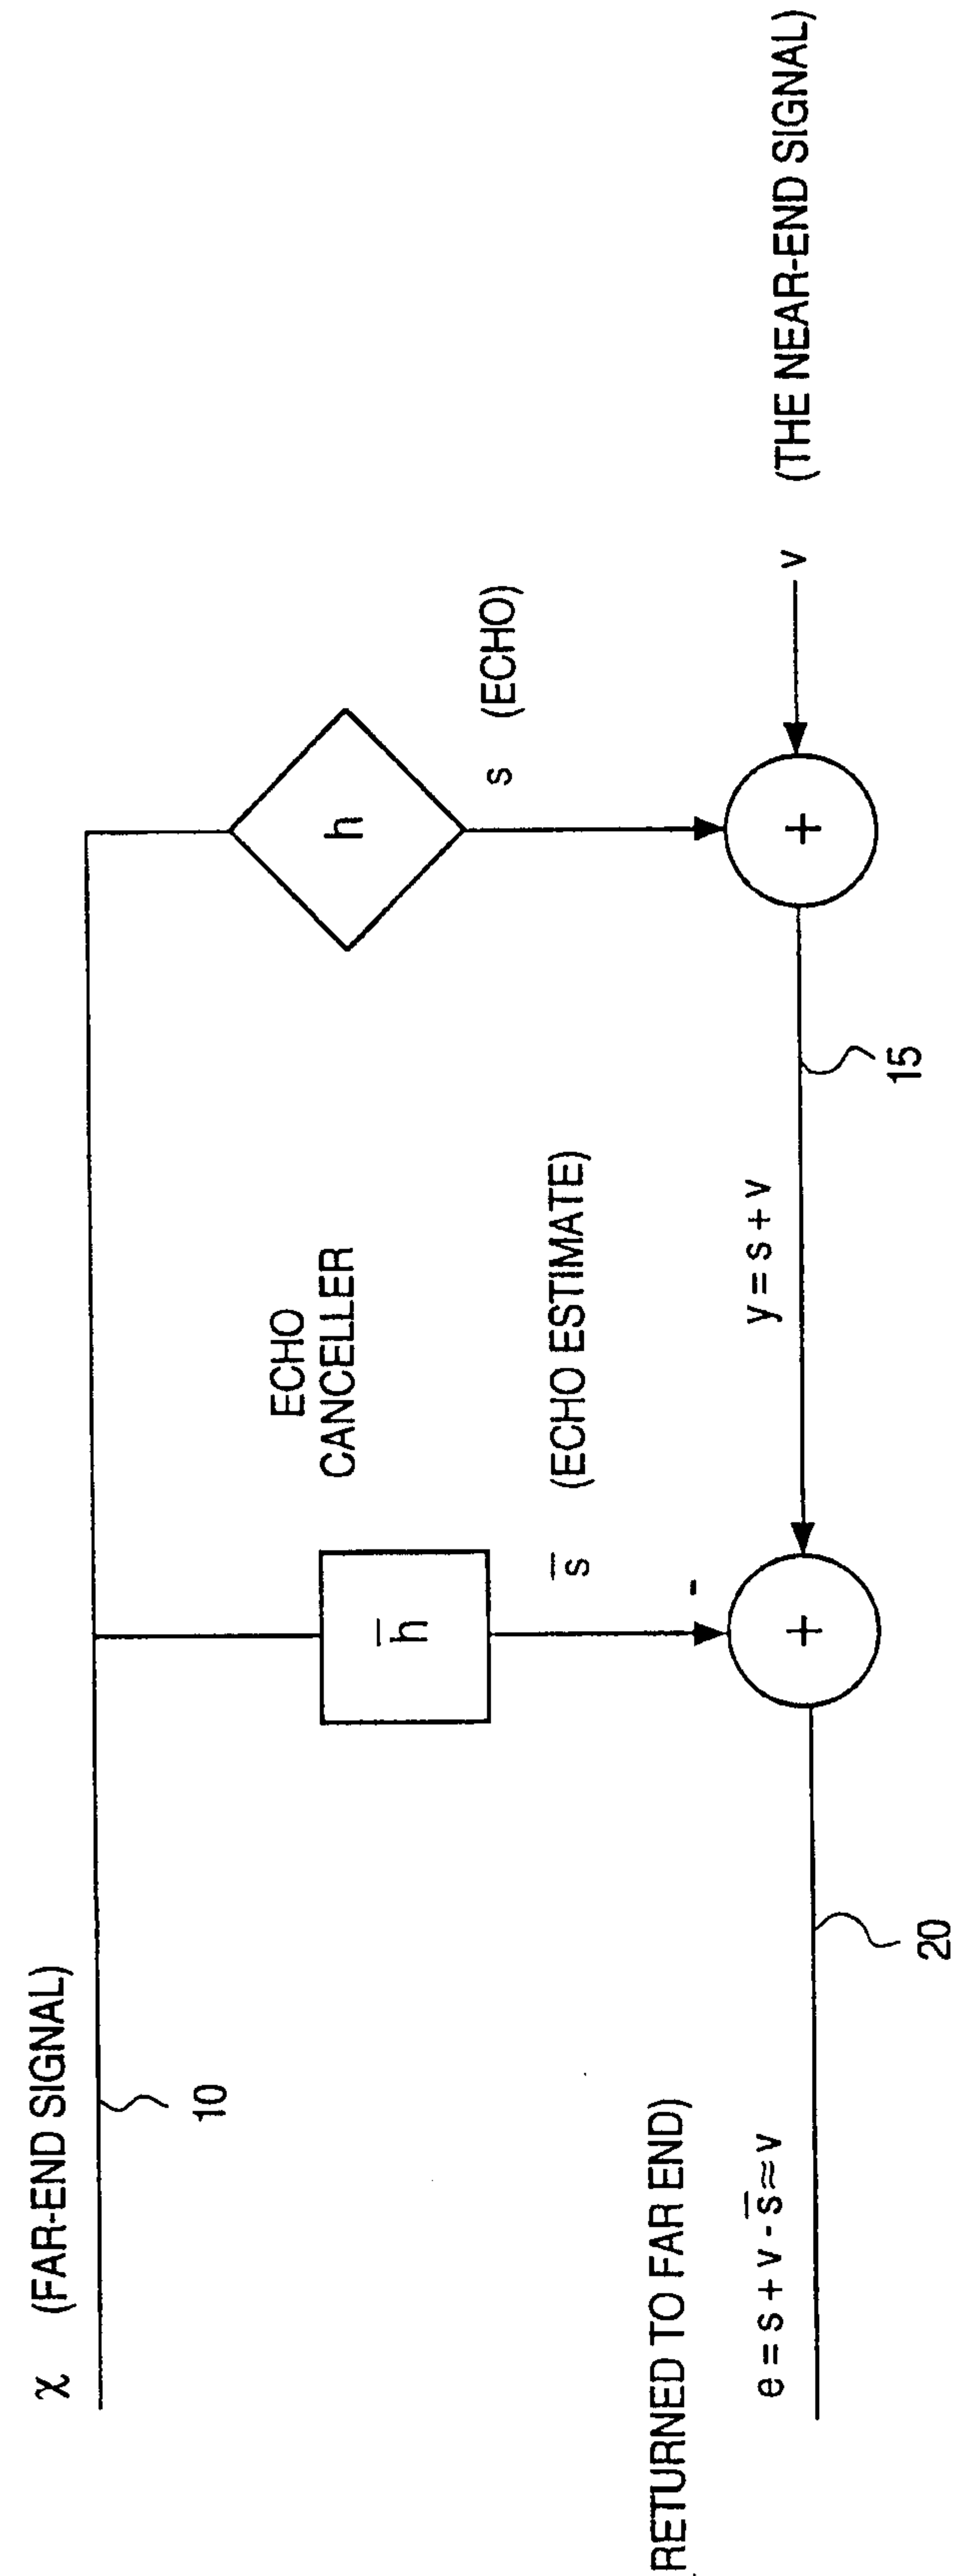 χ (FAR-END SIGNAL)
10
ECHO
CANCELLER
h̅
h
s̅ (ECHO ESTIMATE)
s (ECHO)
-
+
+
RETURNED TO FAR END)
e = s + v - s̅ ≈ v
y = s + v
v (THE NEAR-END SIGNAL)
20
15